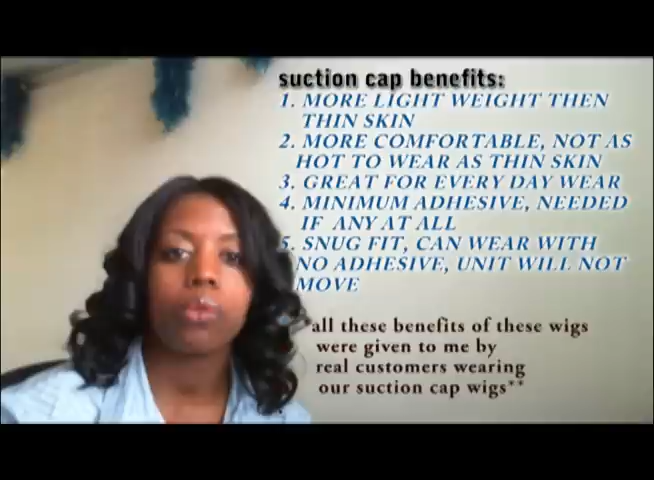 suction cap benefits:
1. MORE LIGHT WEIGHT THEN
THIN SKIN
2. MORE COMFORTABLE, NOT AS
HOT TO WEAR AS THIN SKIN
3. GREAT FOR EVERY DAY WEAR
4. MINIMUM ADHESIVE, NEEDED
IF ANY AT ALL
5. SNUG FIT, CAN WEAR WITH
NO ADHESIVE, UNIT WILL NOT
MOVE
all these benefits of these wigs
were given to me by
real customers wearing
our suction cap wigs**